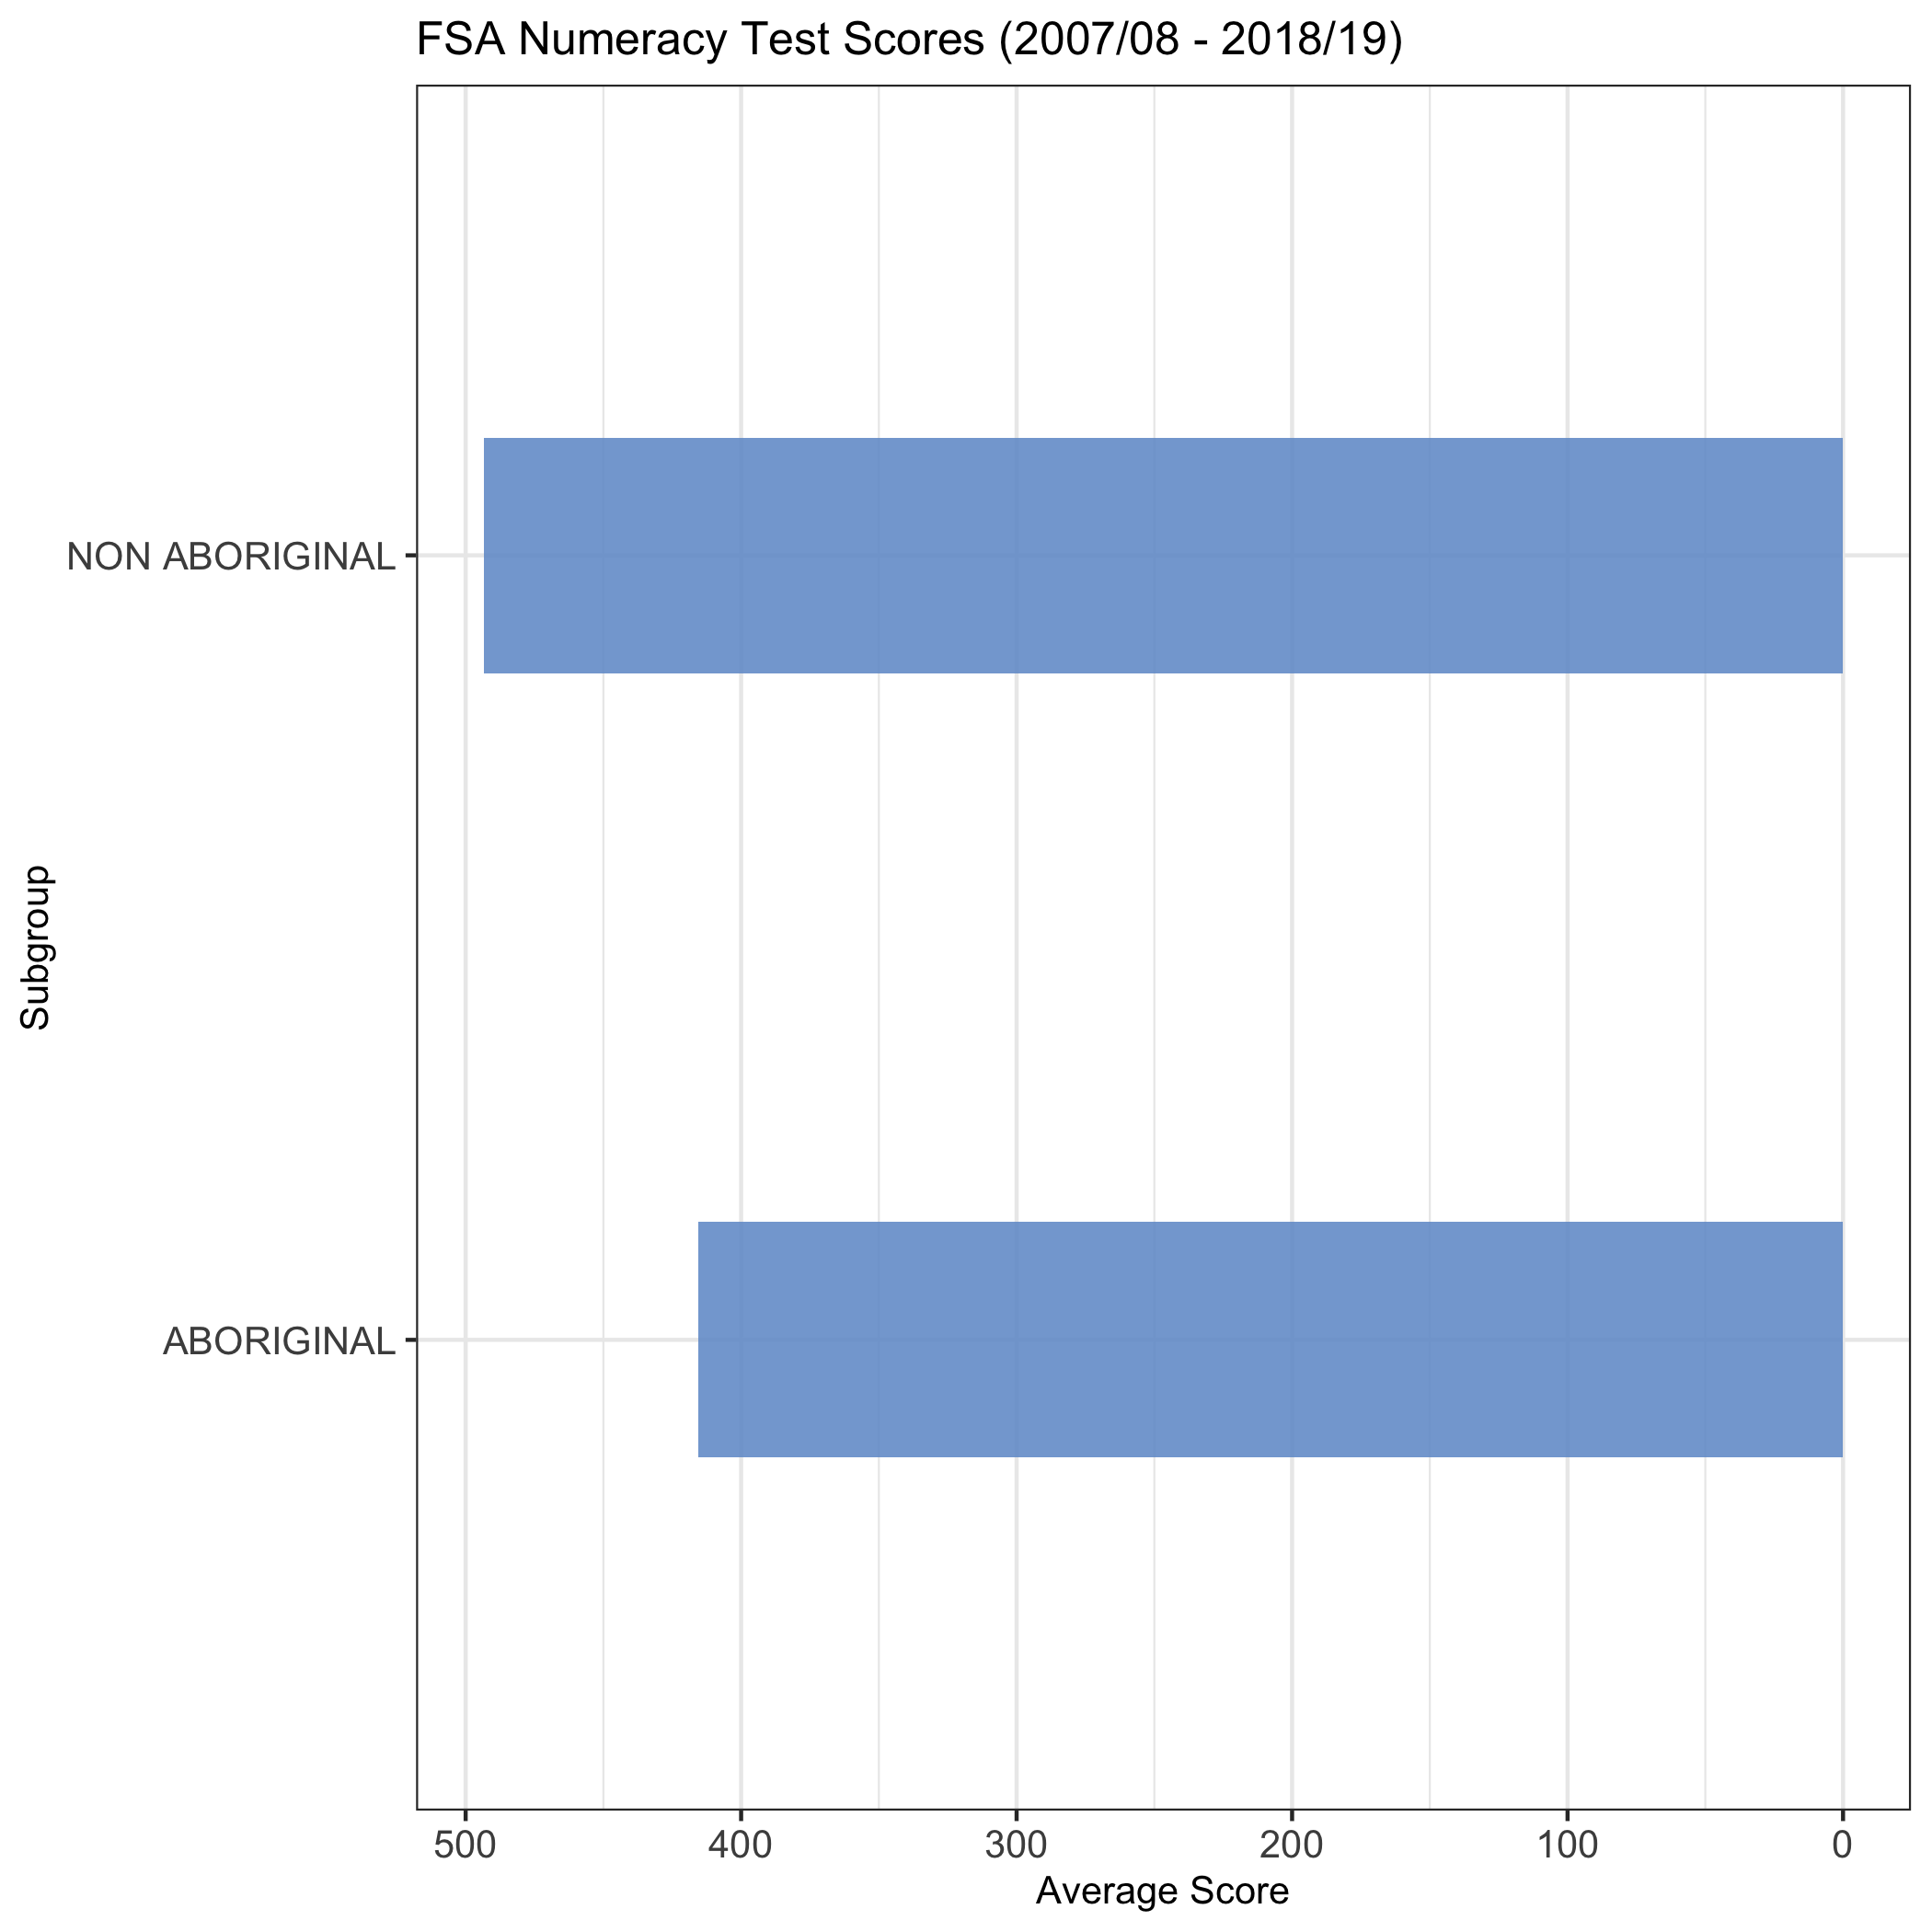 FSA Numeracy Test Scores (2007/08 - 2018/19)
NON ABORIGINAL
Subgroup
ABORIGINAL
500 400 300 200 100 0
Average Score